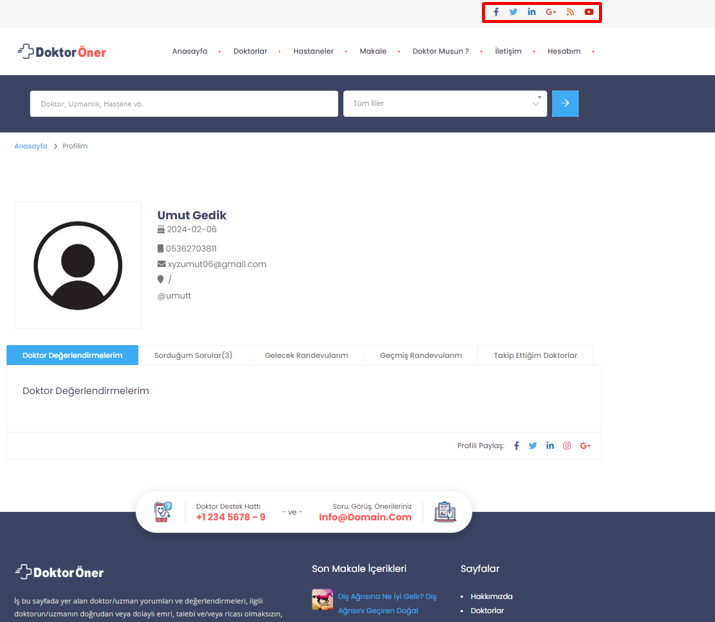 DoktorÖner
Anasayfa
Doktorlar
Hastaneler
Makale
Doktor Musun ?
İletişim
Hesabım
Doktor, Uzmanlık, Hastane vb.
Tüm İller
Anasayfa > Profilim
Umut Gedik
2024-02-06
05362703811
xyzumut06@gmail.com
/
@umutt
Doktor Değerlendirmelerim
Sorduğum Sorular(3)
Gelecek Randevularım
Geçmiş Randevularım
Takip Ettiğim Doktorlar
Doktor Değerlendirmelerim
Profili Paylaş:
Doktor Destek Hattı
+1 234 5678 - 9
- ve -
Soru, Görüş, Önerileriniz
Info@Domain.Com
DoktorÖner
İş bu sayfada yer alan doktor/uzman yorumları ve değerlendirmeleri, ilgili
doktorun/uzmanın doğrudan veya dolaylı emri, talebi ve/veya ricası olmaksızın,
Son Makale İçerikleri
Diş Ağrısına Ne İyi Gelir? Diş
Ağrısını Geçiren Doğal
Sayfalar
Hakkımızda
Doktorlar